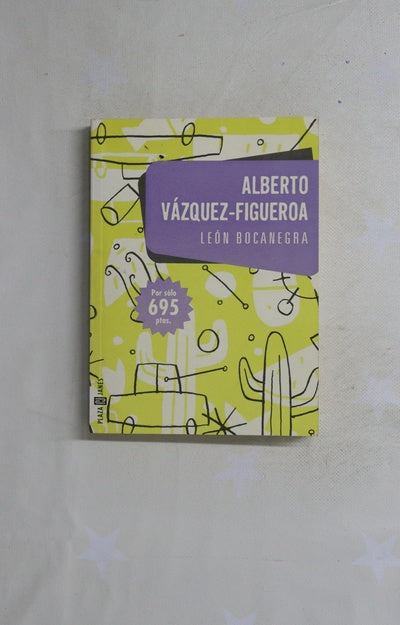 ALBERTO
VÁZQUEZ-FIGUEROA
LEÓN BOCANEGRA
Por sólo
695
ptas.
PLAZA JANÉS